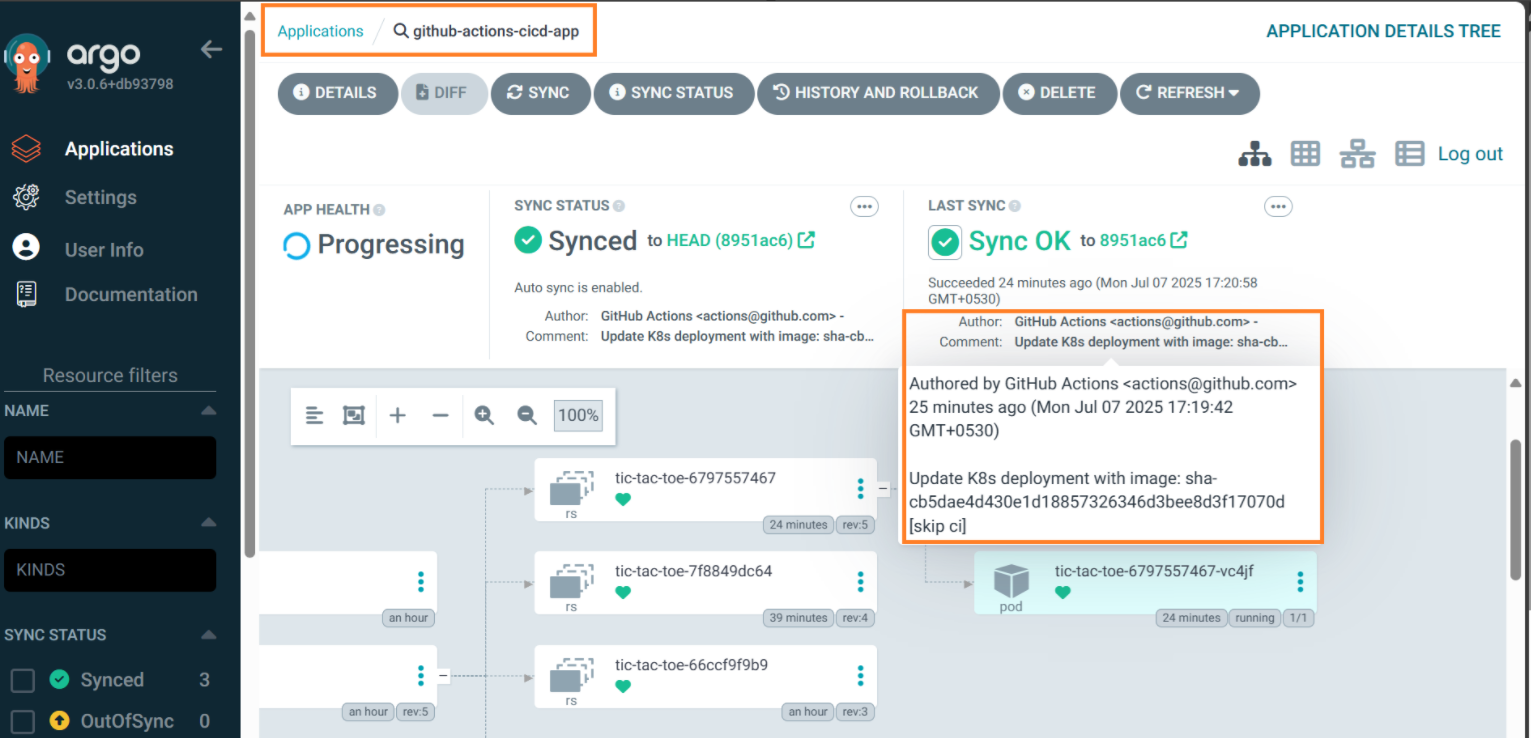 argo
v3.0.6+db93798
Applications
Settings
User Info
Documentation
Resource filters
NAME
NAME
KINDS
KINDS
SYNC STATUS
Synced 3
OutOfSync 0
Applications / github-actions-cicd-app
APPLICATION DETAILS TREE
DETAILS DIFF SYNC SYNC STATUS HISTORY AND ROLLBACK DELETE REFRESH
Log out
APP HEALTH
Progressing
SYNC STATUS
Synced to HEAD (8951ac6)
Auto sync is enabled.
Author: GitHub Actions <actions@github.com> -
Comment: Update K8s deployment with image: sha-cb...
LAST SYNC
Sync OK to 8951ac6
Succeeded 24 minutes ago (Mon Jul 07 2025 17:20:58
GMT+0530)
Author: GitHub Actions <actions@github.com> -
Comment: Update K8s deployment with image: sha-cb...
Authored by GitHub Actions <actions@github.com>
25 minutes ago (Mon Jul 07 2025 17:19:42
GMT+0530)
Update K8s deployment with image: sha-
cb5dae4d430e1d18857326346d3bee8d3f17070d
[skip ci]
100%
an hour
an hour rev:5
tic-tac-toe-6797557467
rs
24 minutes rev:5
tic-tac-toe-7f8849dc64
rs
39 minutes rev:4
tic-tac-toe-66ccf9f9b9
rs
an hour rev:3
tic-tac-toe-6797557467-vc4jf
pod
24 minutes running 1/1